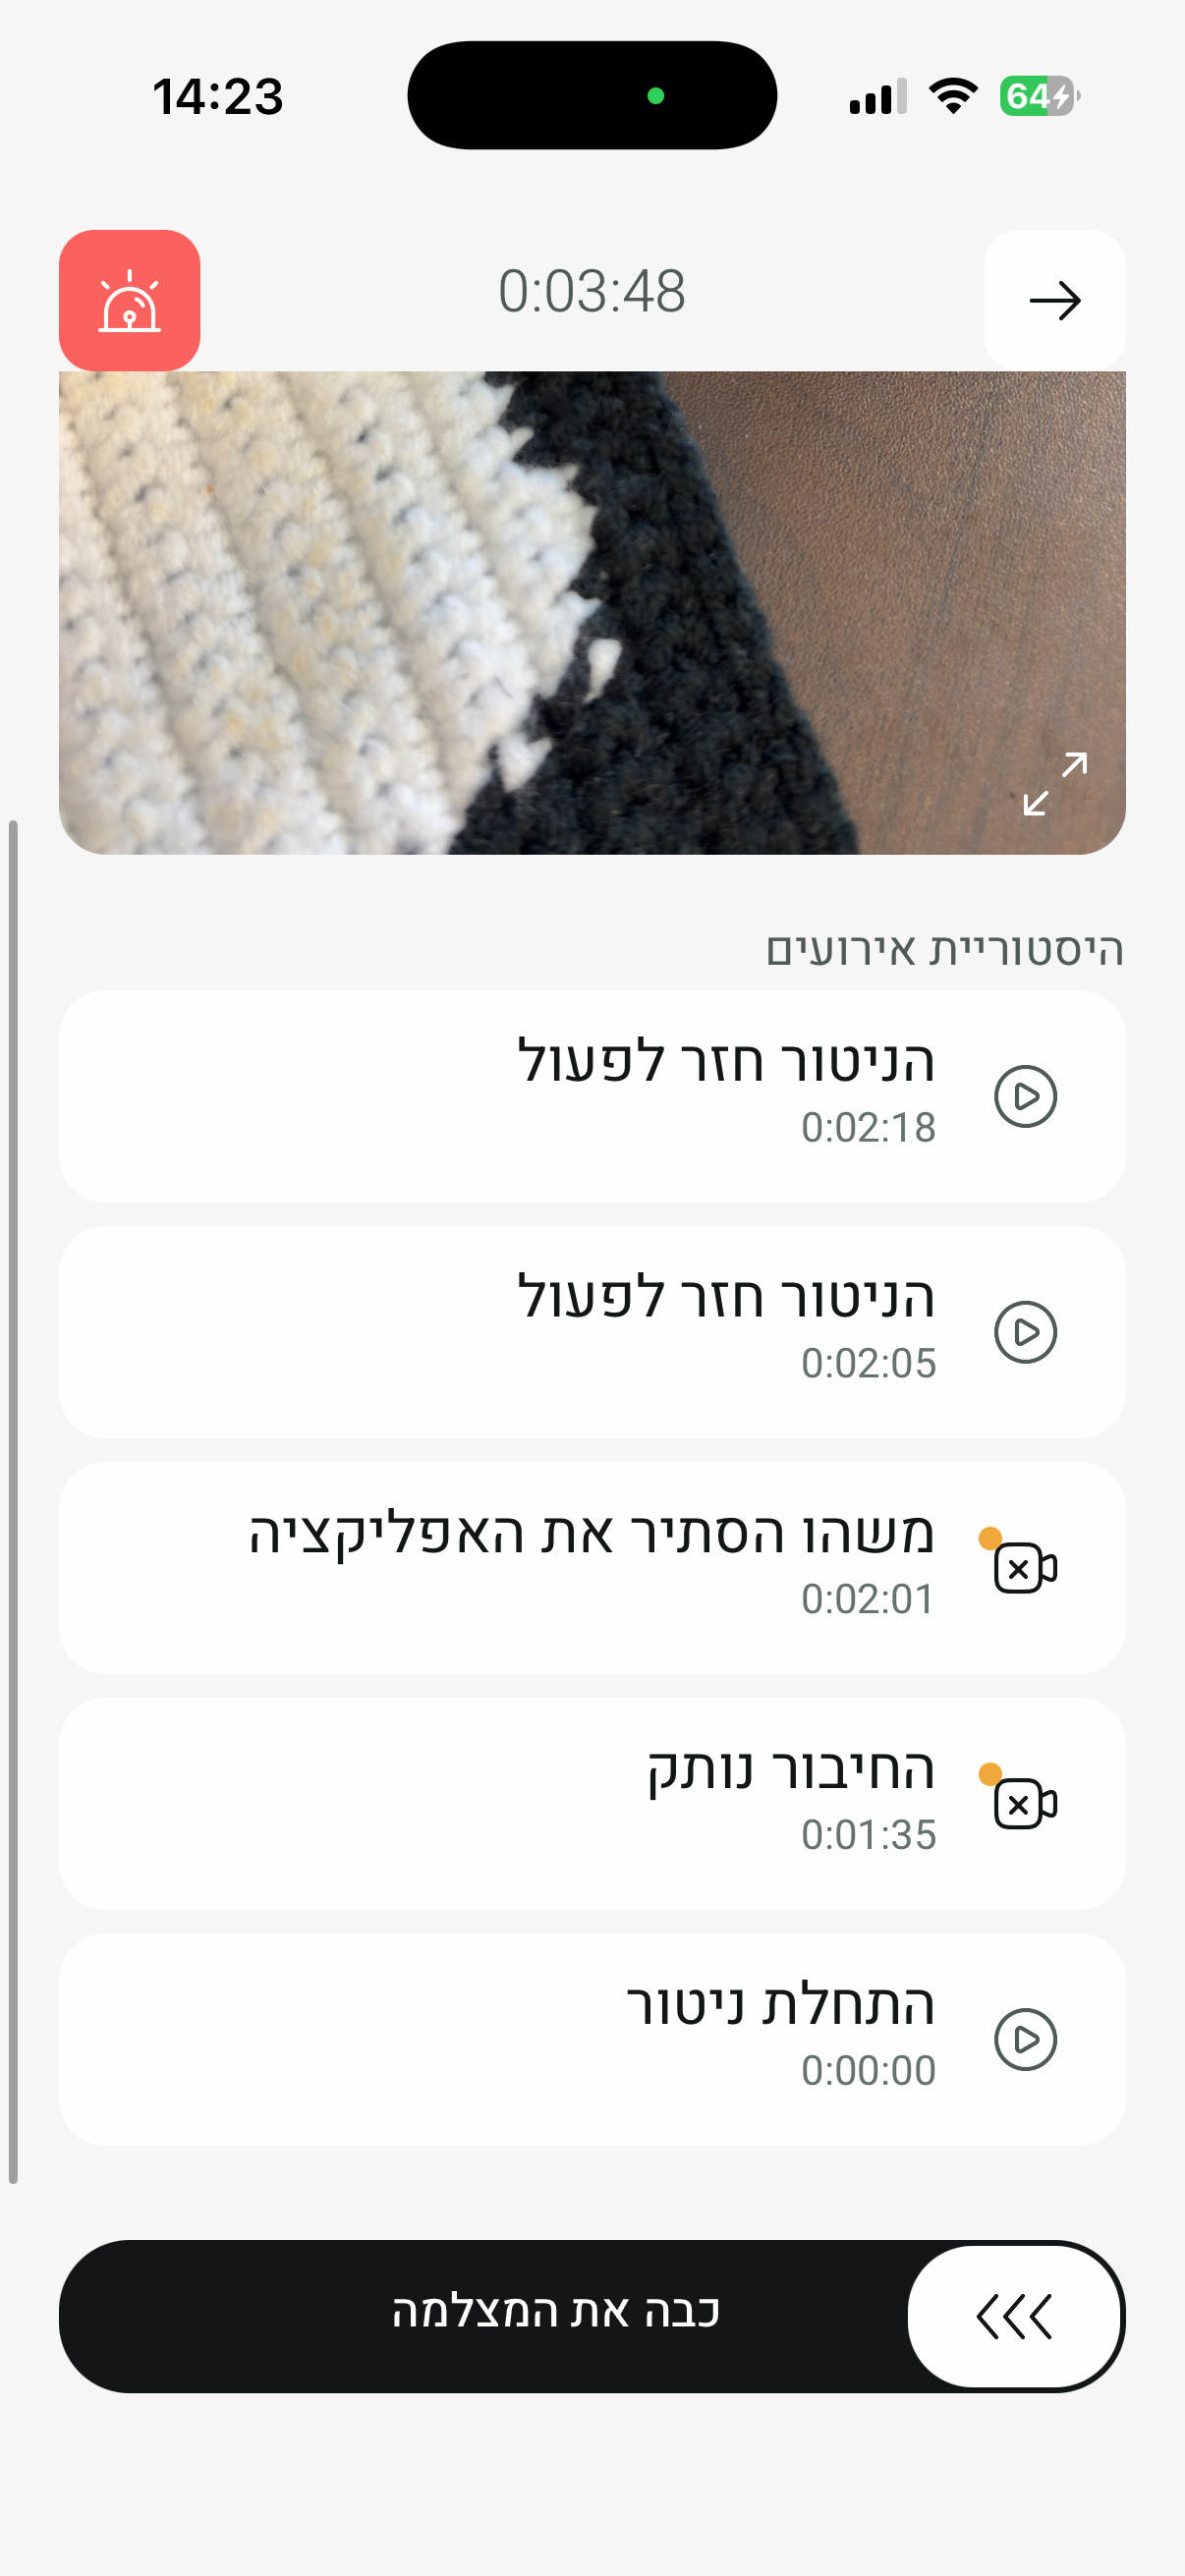 14:23
64
0:03:48
היסטוריית אירועים
הניטור חזר לפעול
0:02:18
הניטור חזר לפעול
0:02:05
משהו הסתיר את האפליקציה
0:02:01
החיבור נותק
0:01:35
התחלת ניטור
0:00:00
כבה את המצלמה